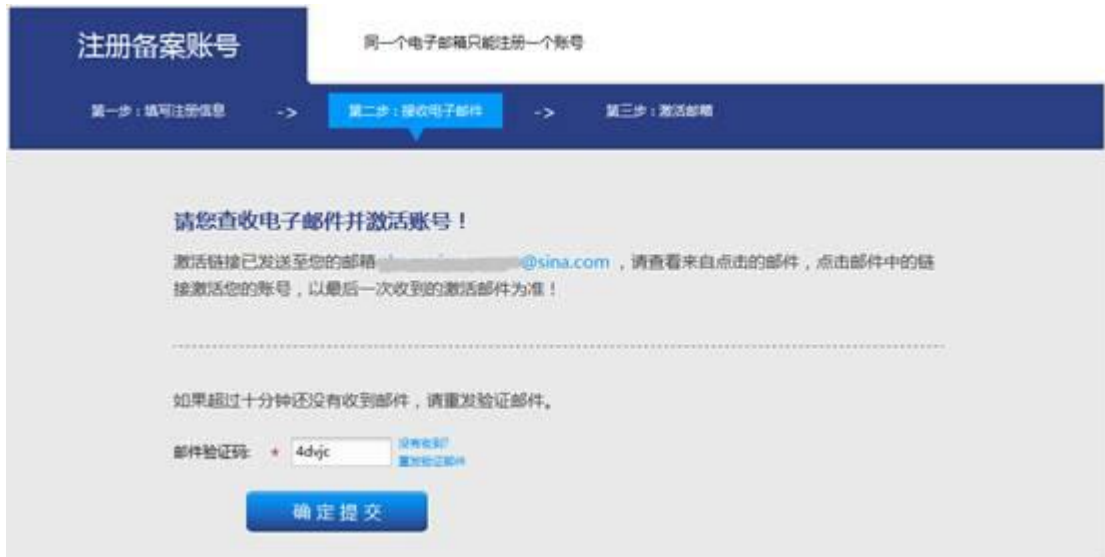 注册备案账号
同一个电子邮箱只能注册一个账号
第一步：填写注册信息 -> 第二步：接收电子邮件 -> 第三步：激活邮箱
请您查收电子邮件并激活账号！
激活链接已发送至您的邮箱 @sina.com ，请查看来自点击的邮件，点击邮件中的链
接激活您的账号，以最后一次收到的激活邮件为准！
如果超过十分钟还没有收到邮件，请重发验证邮件。
邮件验证码: * 4dvjc 没有收到?
重发验证邮件
确定提交